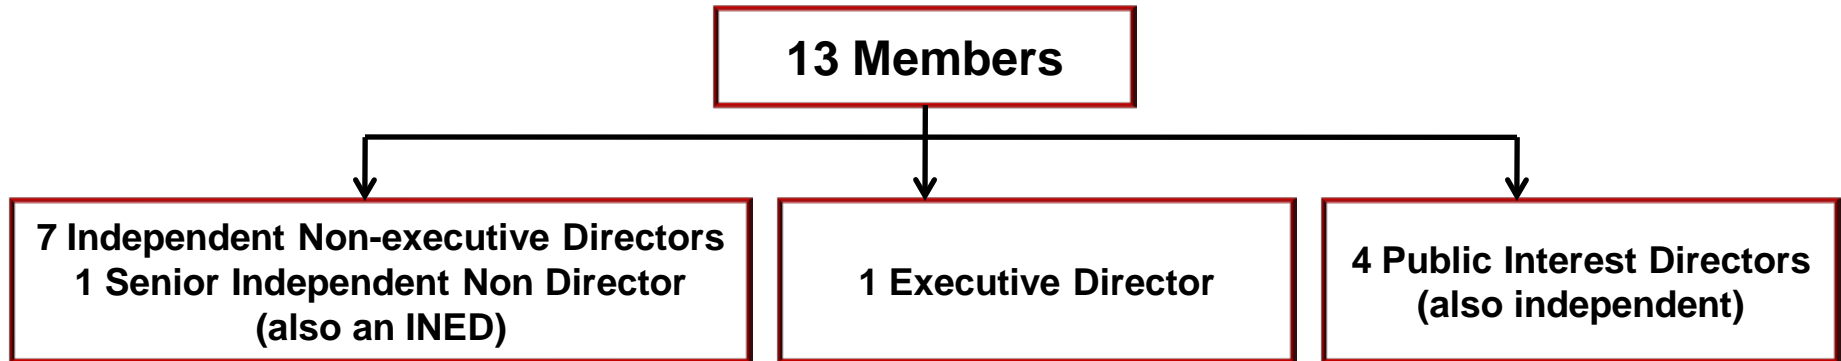 13 Members
7 Independent Non-executive Directors
1 Senior Independent Non Director
(also an INED)
1 Executive Director
4 Public Interest Directors
(also independent)